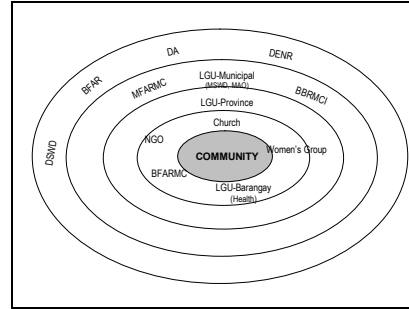 DA
DENR
BFAR
LGU-Municipal
(MSWD, MAO)
MFARMC
BBRMCI
LGU-Province
DSWD
Church
NGO
Women's Group
COMMUNITY
BFARMC
LGU-Barangay
(Health)